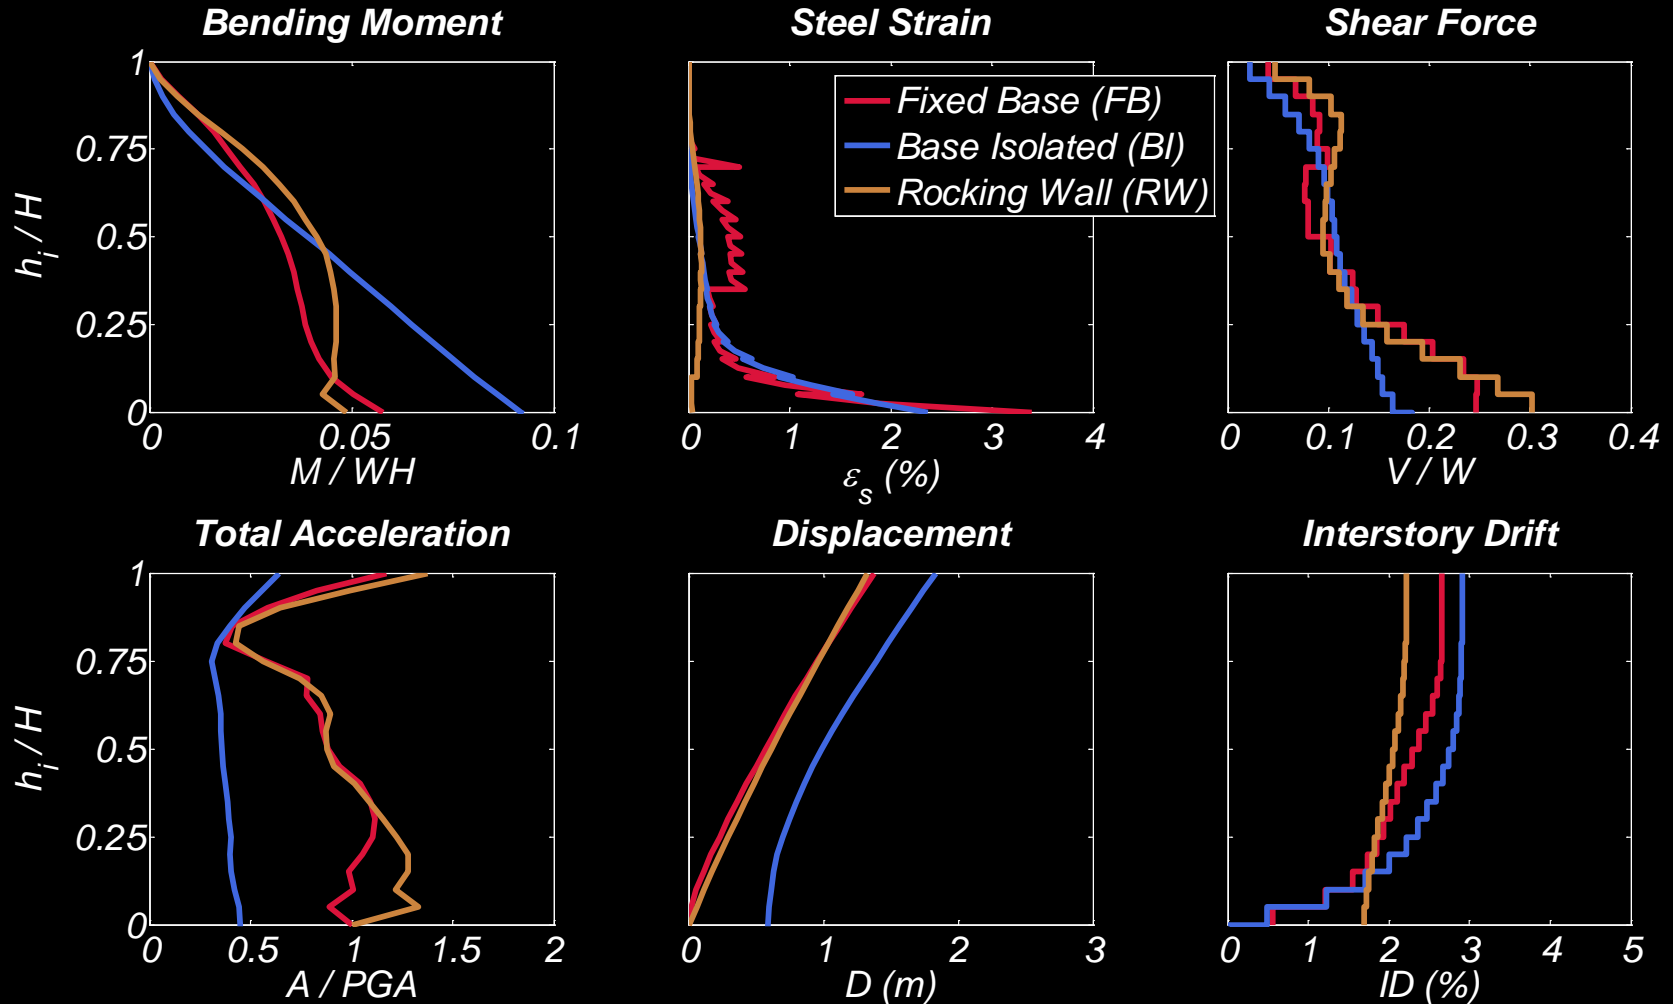 Bending Moment
Steel Strain
Shear Force
1
0.75
0.5
0.25
0
h_i / H
0 0.05 0.1
M / WH
Fixed Base (FB)
Base Isolated (BI)
Rocking Wall (RW)
0 1 2 3 4
ε_s (%)
0 0.1 0.2 0.3 0.4
V / W
Total Acceleration
Displacement
Interstory Drift
1
0.75
0.5
0.25
0
h_i / H
0 0.5 1 1.5 2
A / PGA
0 1 2 3
D (m)
0 1 2 3 4 5
ID (%)